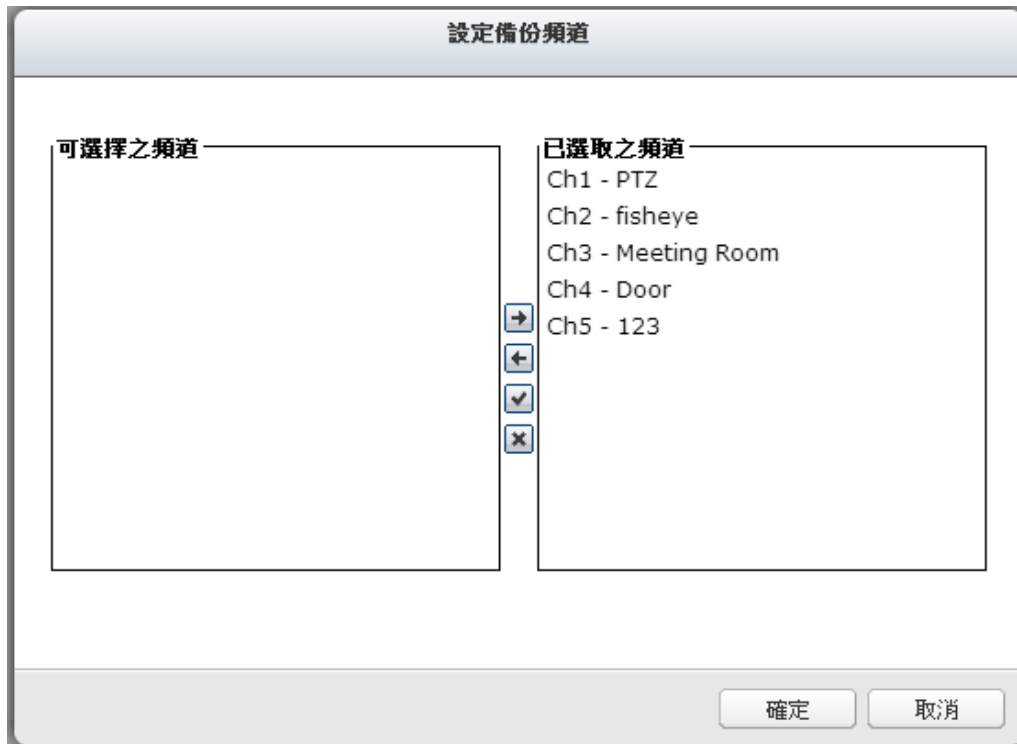 設定備份頻道
可選擇之頻道
已選取之頻道
Ch1 - PTZ
Ch2 - fisheye
Ch3 - Meeting Room
Ch4 - Door
Ch5 - 123
確定
取消